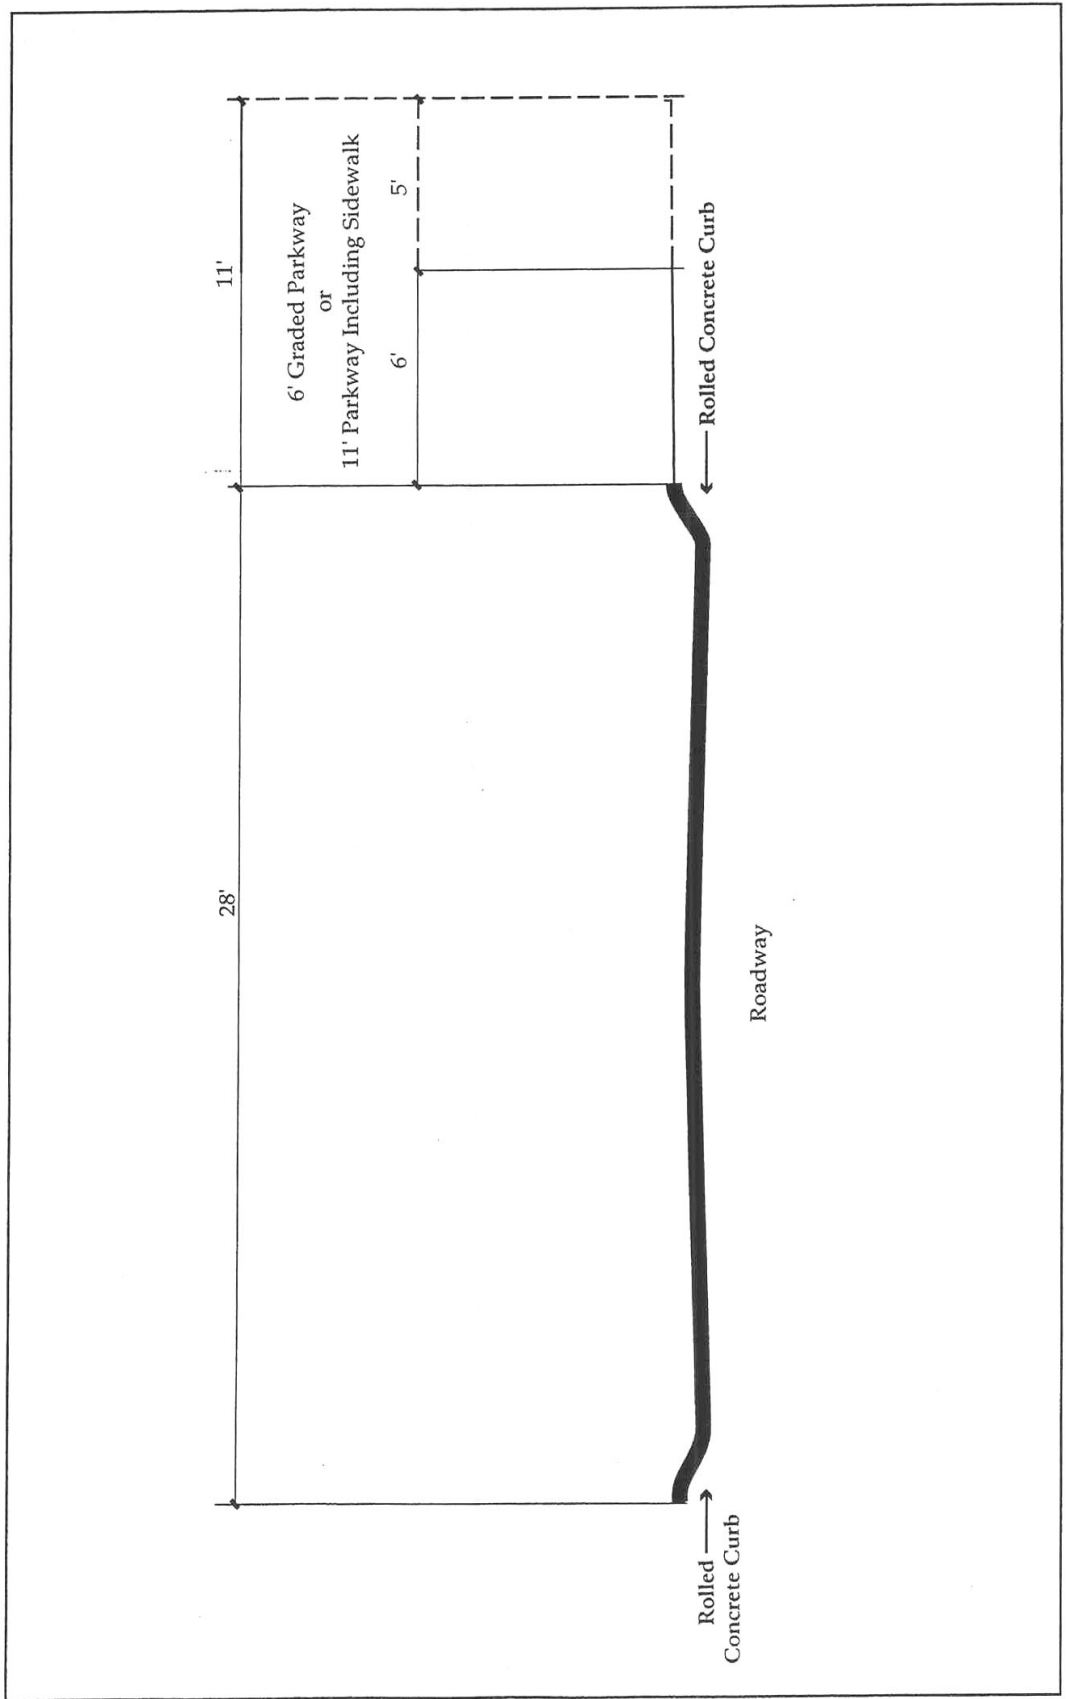 28'
11'
6' Graded Parkway
or
11' Parkway Including Sidewalk
6'
5'
Rolled
Concrete Curb
Rolled Concrete Curb
Roadway